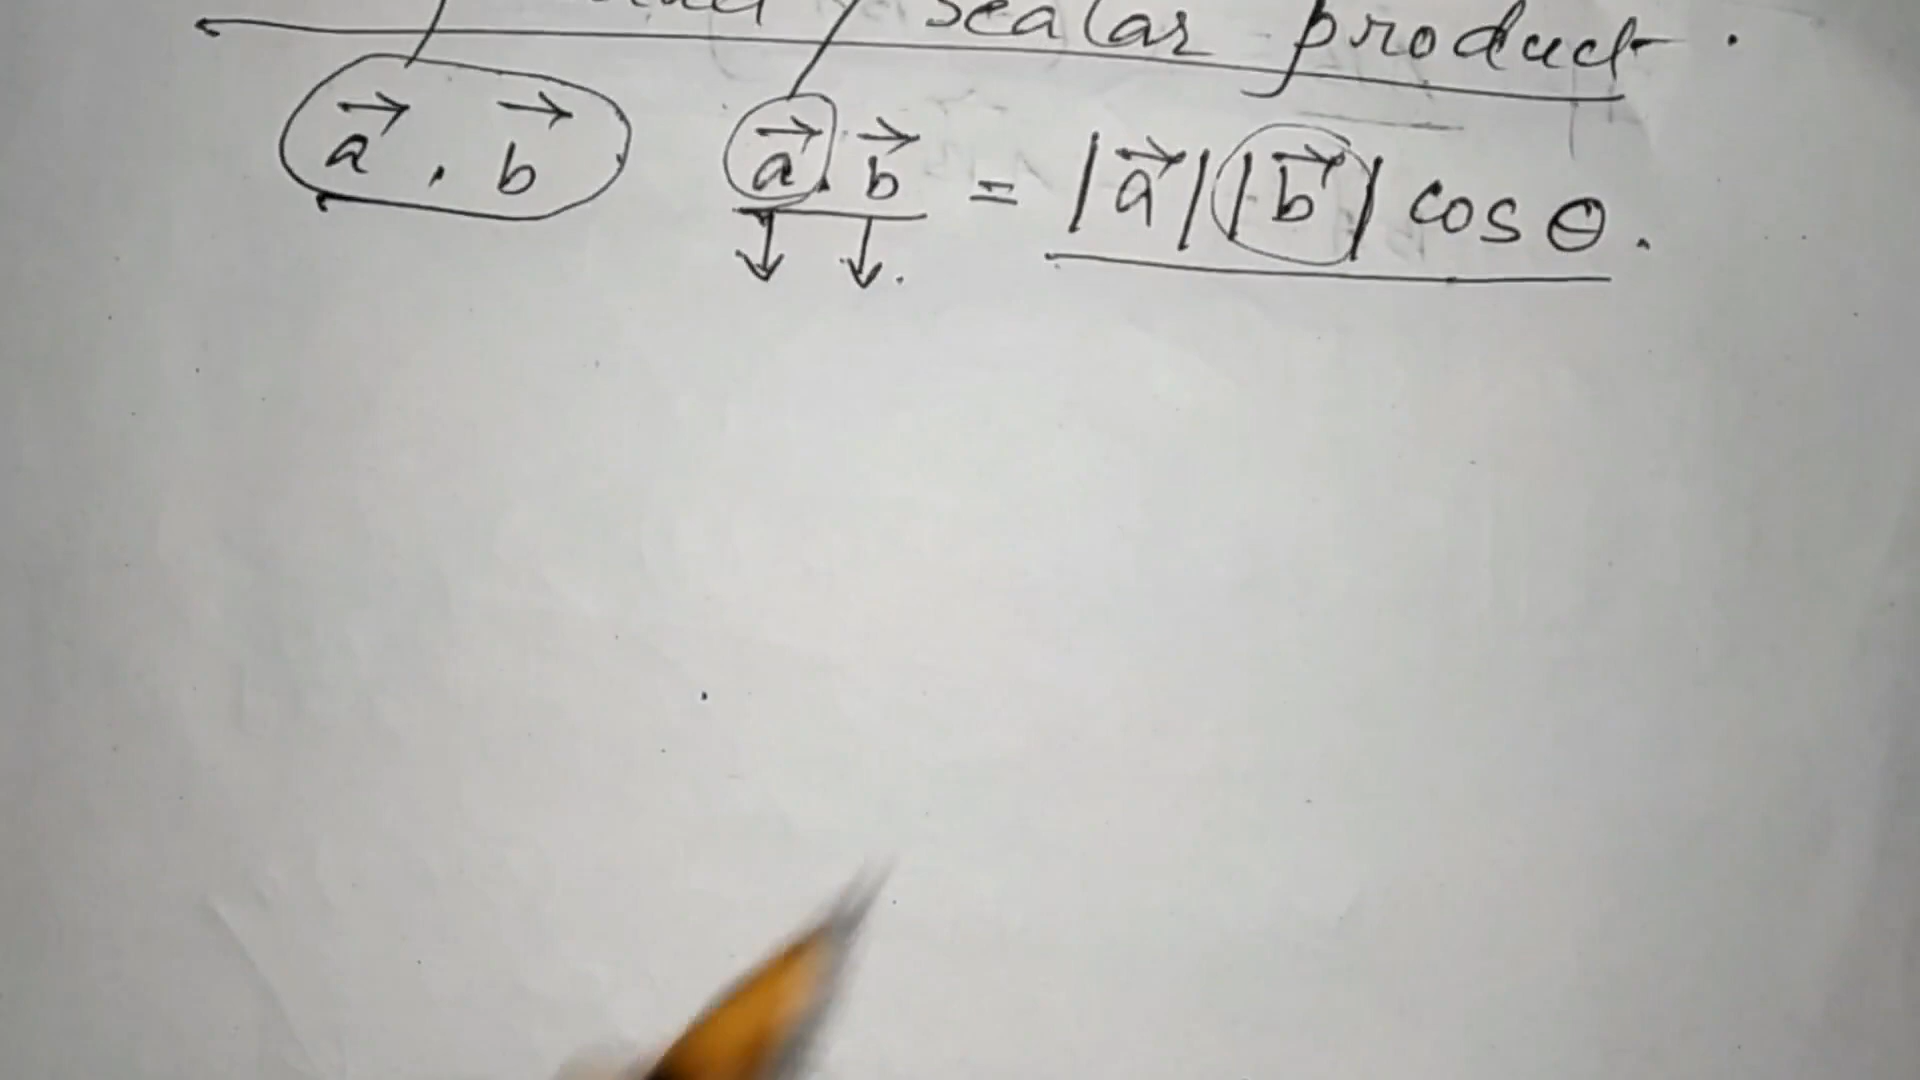 scalar product.
a⃗ . b⃗ a⃗ . b⃗ = |a⃗||b⃗| cos θ.